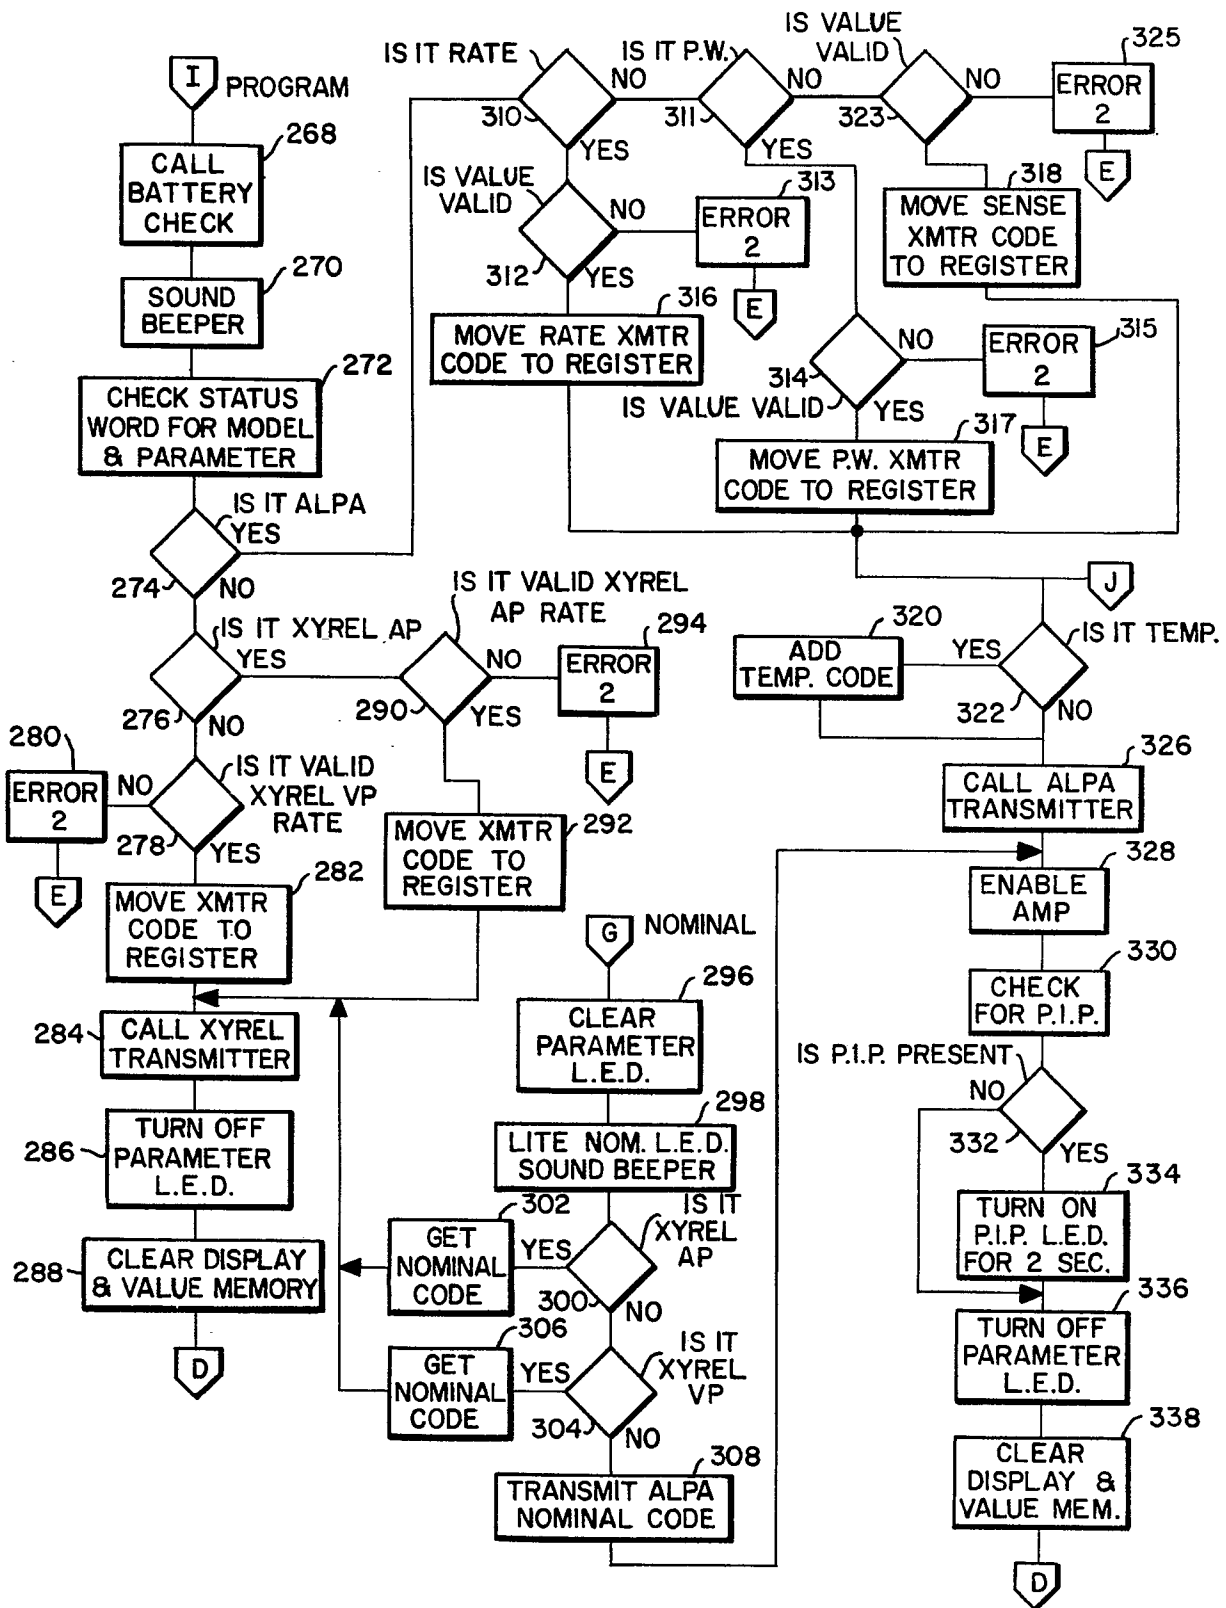 I
PROGRAM
268
CALL
BATTERY
CHECK
270
SOUND
BEEPER
272
CHECK STATUS
WORD FOR MODEL
& PARAMETER
IS IT ALPA
YES
274
NO
IS IT XYREL AP
YES
276
NO
280
ERROR
2
E
NO
IS IT VALID
XYREL VP
RATE
278
YES
282
MOVE XMTR
CODE TO
REGISTER
284
CALL XYREL
TRANSMITTER
286
TURN OFF
PARAMETER
L.E.D.
288
CLEAR DISPLAY
& VALUE MEMORY
D
IS IT VALID XYREL
AP RATE
NO
290
YES
294
ERROR
2
E
292
MOVE XMTR
CODE TO
REGISTER
IS IT RATE
NO
310
YES
IS VALUE
VALID
NO
312
YES
313
ERROR
2
E
316
MOVE RATE XMTR
CODE TO REGISTER
IS IT P.W.
NO
311
YES
IS VALUE
VALID
NO
323
325
ERROR
2
E
318
MOVE SENSE
XMTR CODE
TO REGISTER
NO
314
IS VALUE VALID
YES
315
ERROR
2
E
317
MOVE P.W. XMTR
CODE TO REGISTER
J
IS IT TEMP.
YES
322
NO
320
ADD
TEMP. CODE
326
CALL ALPA
TRANSMITTER
328
ENABLE
AMP
330
CHECK
FOR P.I.P.
IS P.I.P. PRESENT
NO
332
YES
334
TURN ON
P.I.P. L.E.D.
FOR 2 SEC.
336
TURN OFF
PARAMETER
L.E.D.
338
CLEAR
DISPLAY &
VALUE MEM.
D
G
NOMINAL
296
CLEAR
PARAMETER
L.E.D.
298
LITE NOM. L.E.D.
SOUND BEEPER
IS IT
XYREL
AP
YES
300
NO
302
GET
NOMINAL
CODE
306
GET
NOMINAL
CODE
IS IT
XYREL
VP
YES
304
NO
308
TRANSMIT ALPA
NOMINAL CODE